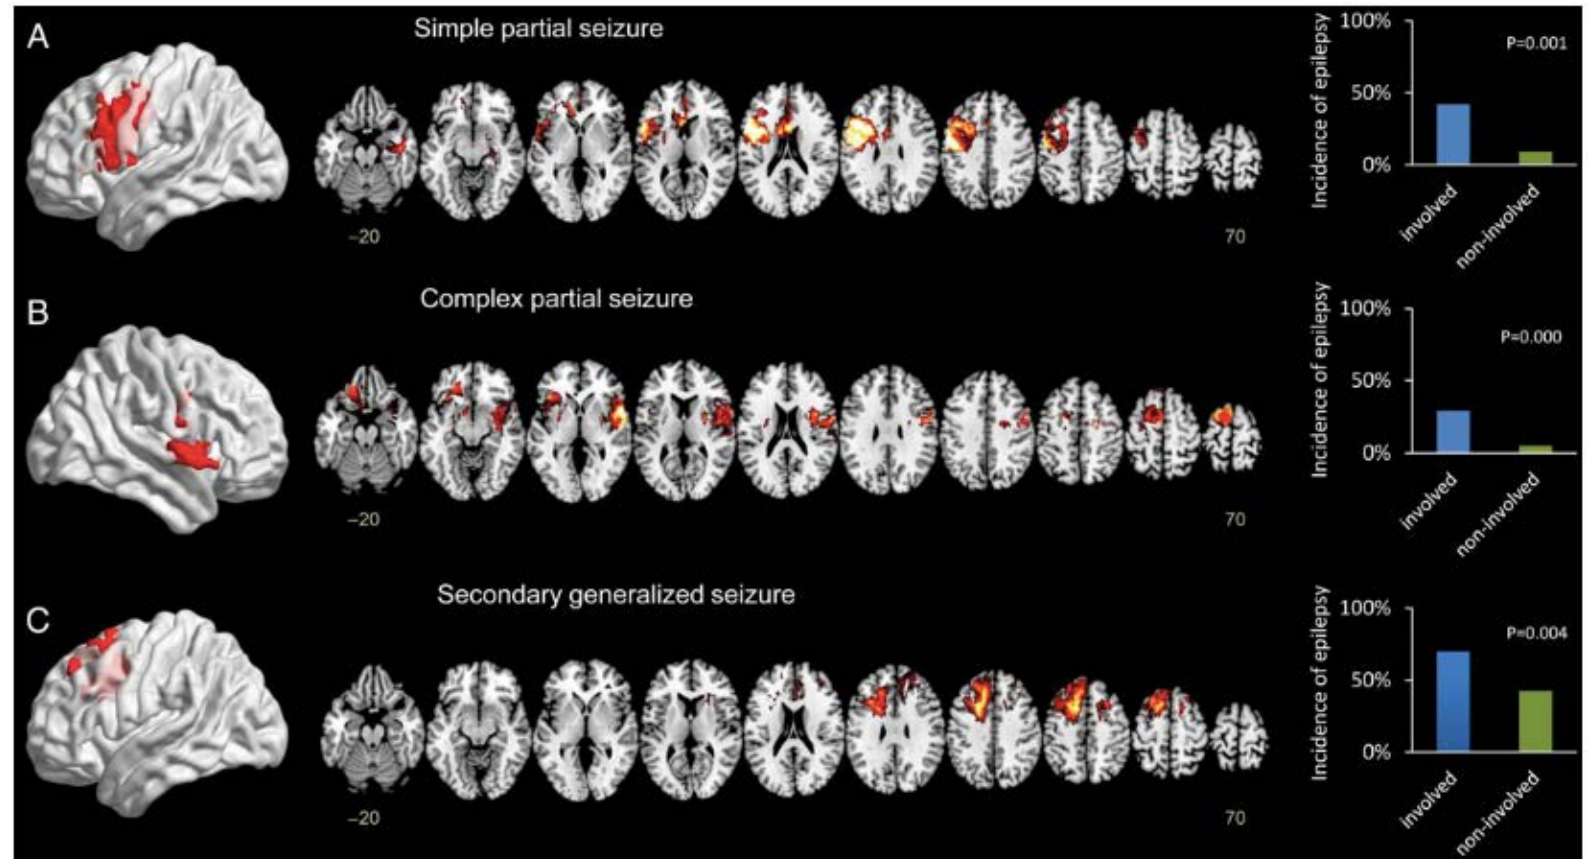 A
Simple partial seizure
−20
70
Incidence of epilepsy
100%
50%
0%
P=0.001
involved
non-involved
B
Complex partial seizure
−20
70
Incidence of epilepsy
100%
50%
0%
P=0.000
involved
non-involved
C
Secondary generalized seizure
−20
70
Incidence of epilepsy
100%
50%
0%
P=0.004
involved
non-involved